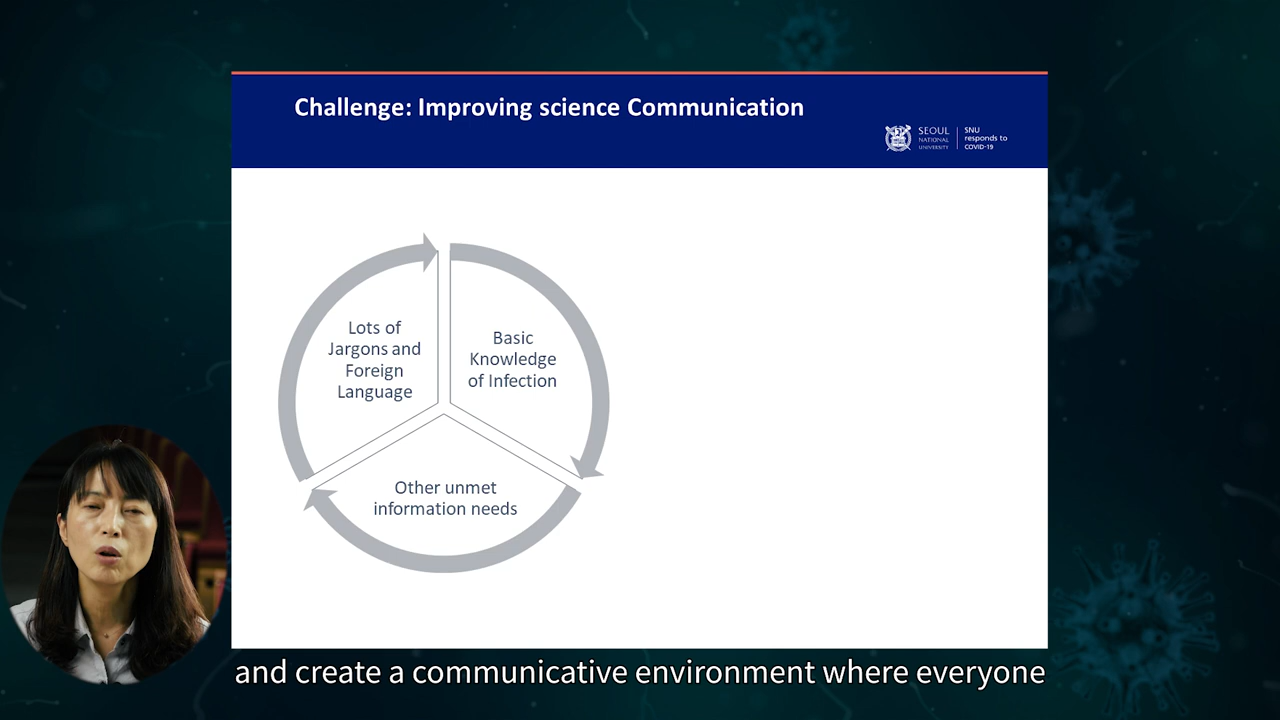 Challenge: Improving science Communication
SEOUL
NATIONAL
UNIVERSITY
SNU
responds to
COVID-19
Lots of
Jargons and
Foreign
Language
Basic
Knowledge
of Infection
Other unmet
information needs
and create a communicative environment where everyone